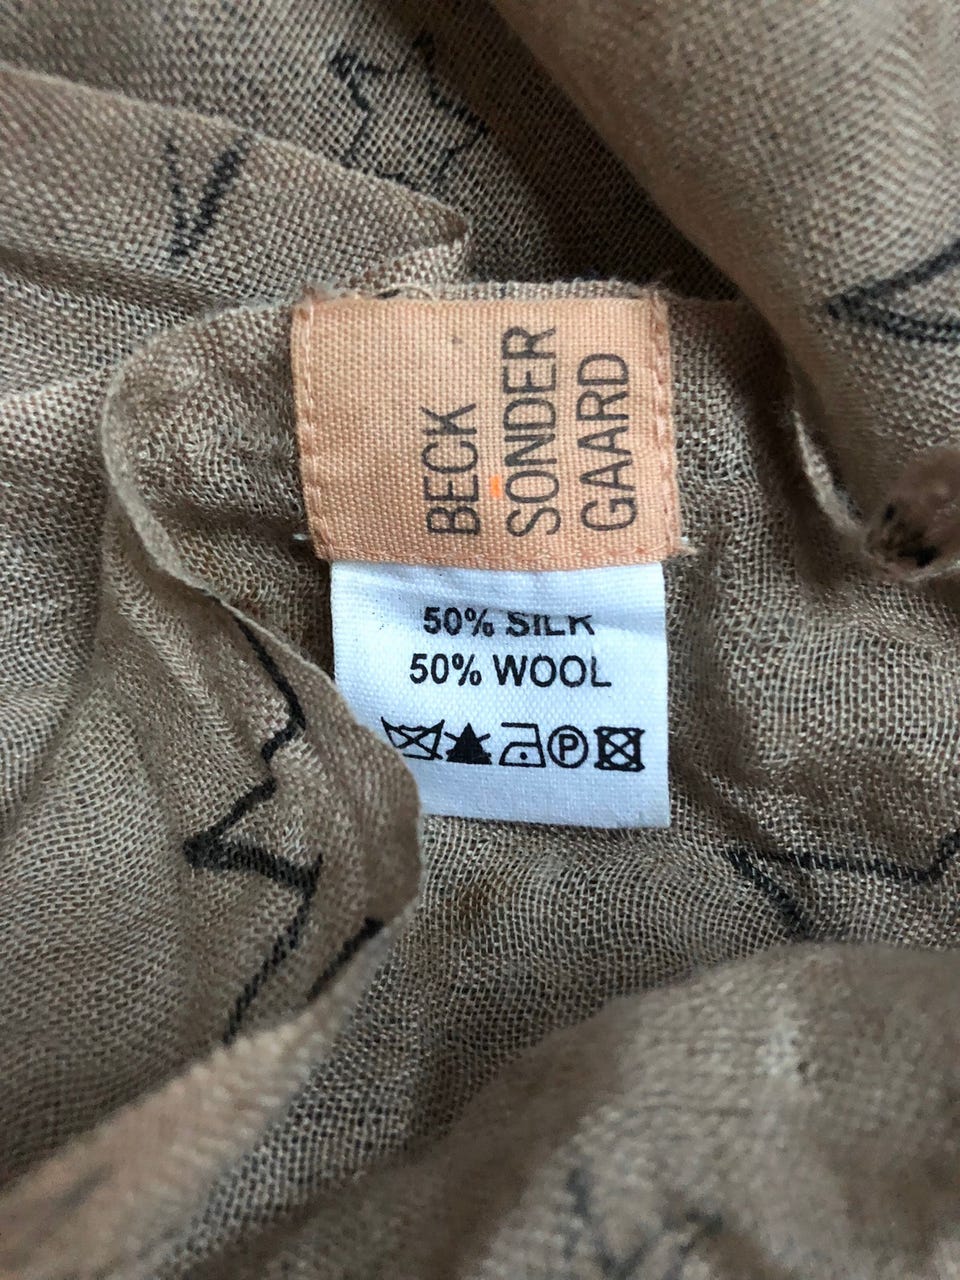 BECK
SONDER
GAARD
50% SILK
50% WOOL
P